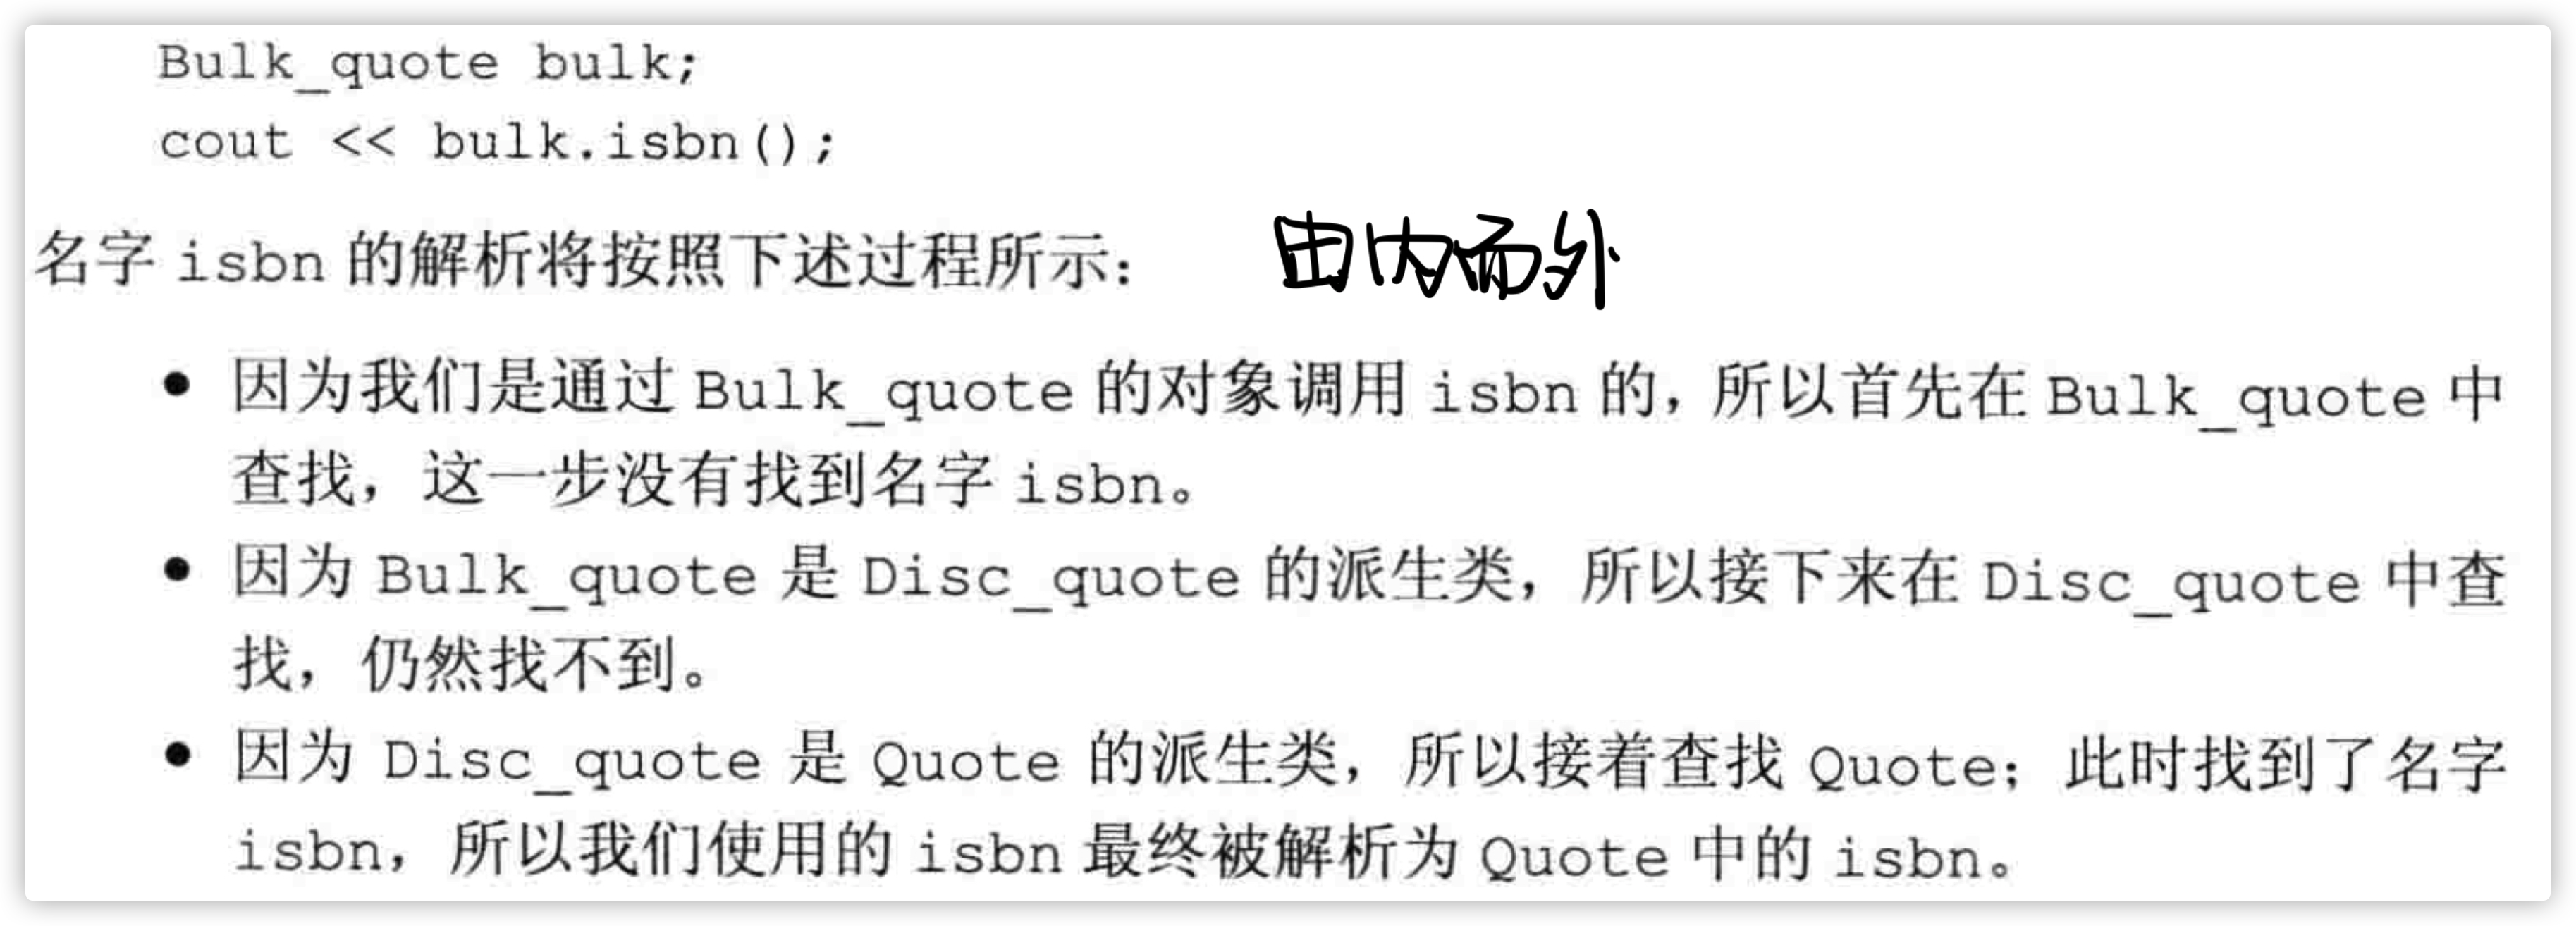 Bulk_quote bulk;
cout << bulk.isbn();
名字 isbn 的解析将按照下述过程所示：
由内而外
● 因为我们是通过 Bulk_quote 的对象调用 isbn 的，所以首先在 Bulk_quote 中
查找，这一步没有找到名字 isbn。
● 因为 Bulk_quote 是 Disc_quote 的派生类，所以接下来在 Disc_quote 中查
找，仍然找不到。
● 因为 Disc_quote 是 Quote 的派生类，所以接着查找 Quote；此时找到了名字
isbn，所以我们使用的 isbn 最终被解析为 Quote 中的 isbn。